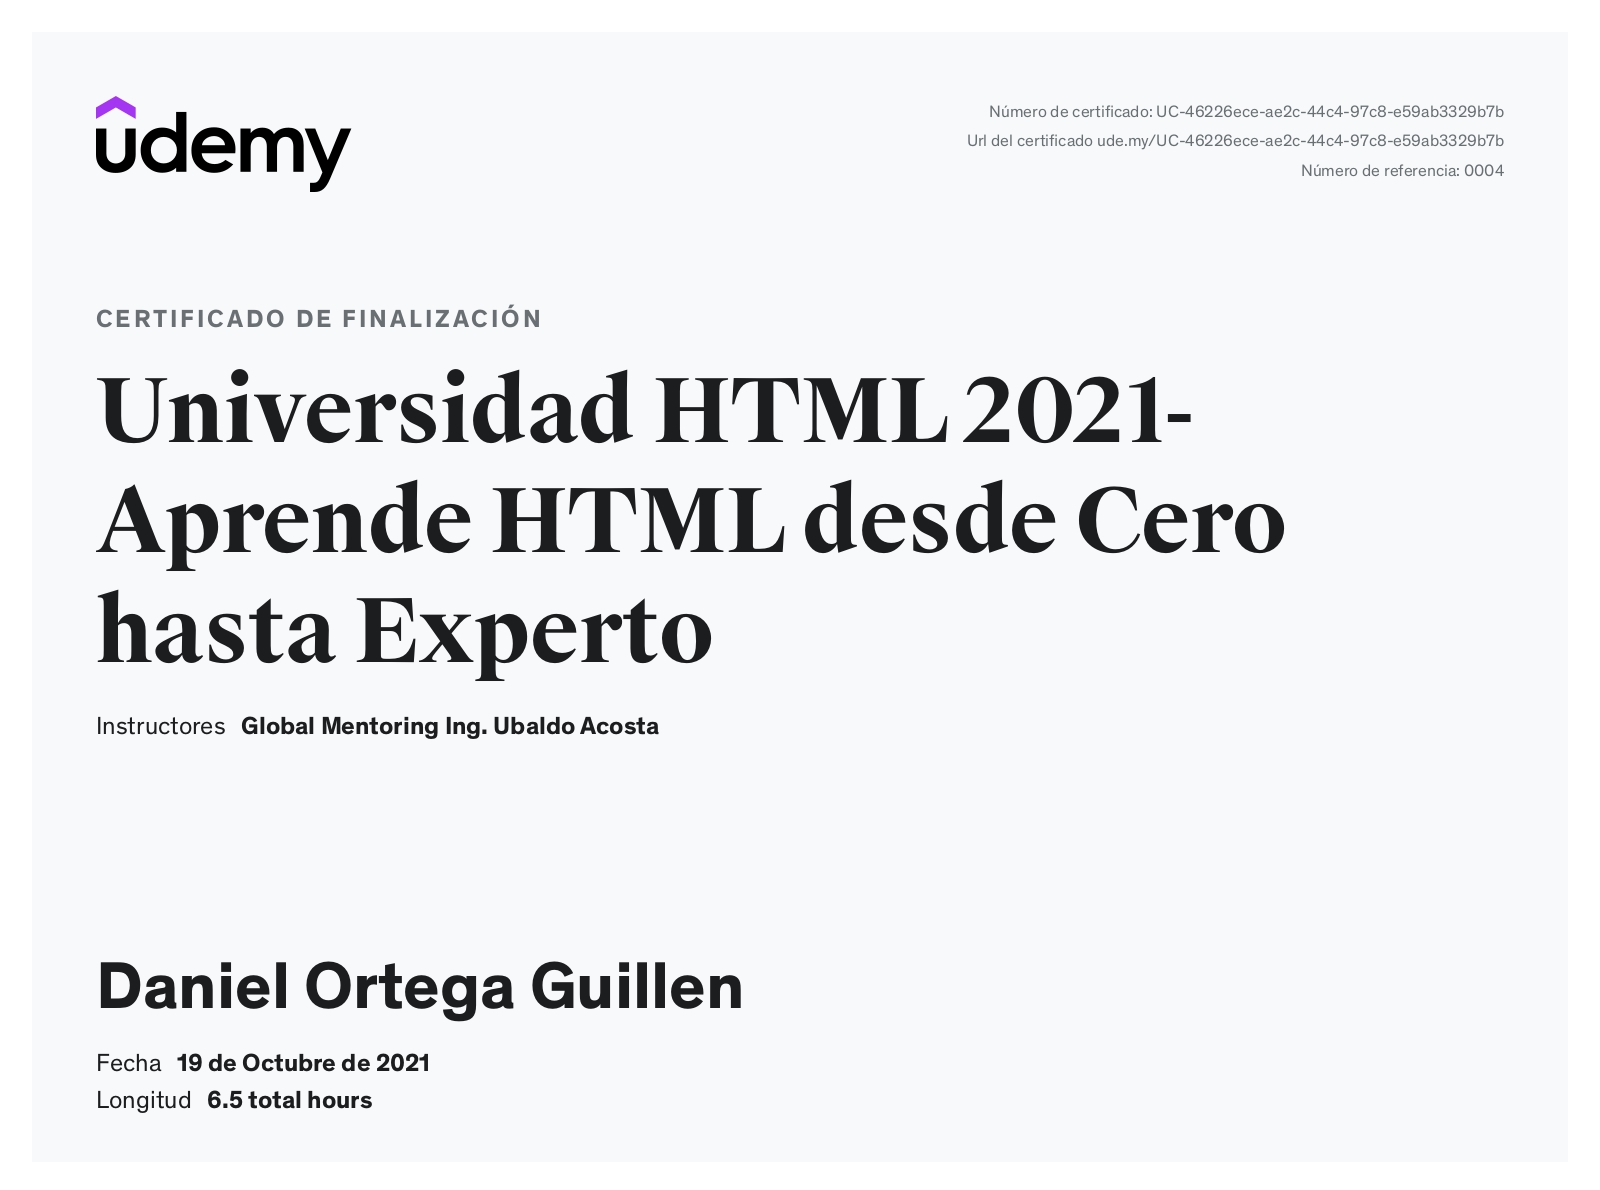 udemy
Número de certificado: UC-46226ece-ae2c-44c4-97c8-e59ab3329b7b
Url del certificado ude.my/UC-46226ece-ae2c-44c4-97c8-e59ab3329b7b
Número de referencia: 0004
CERTIFICADO DE FINALIZACIÓN
Universidad HTML 2021-
Aprende HTML desde Cero
hasta Experto
Instructores Global Mentoring Ing. Ubaldo Acosta
Daniel Ortega Guillen
Fecha 19 de Octubre de 2021
Longitud 6.5 total hours